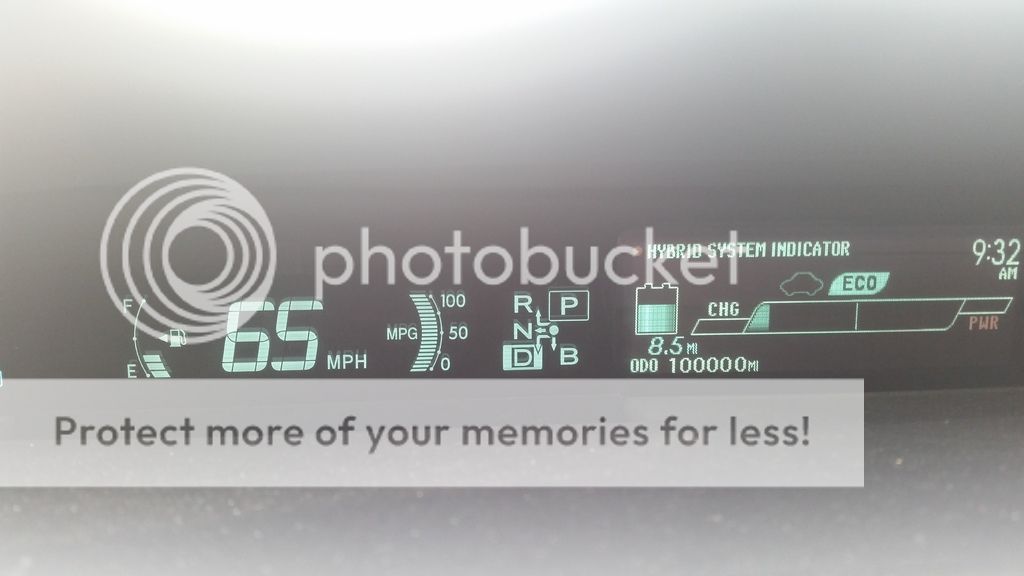 photobucket
HYBRID SYSTEM INDICATOR
9:32
AM
ECO
F
E
65 MPH
MPG
100
50
0
R P
N
D B
CHG
PWR
8.5 MI
ODO 100000MI
Protect more of your memories for less!